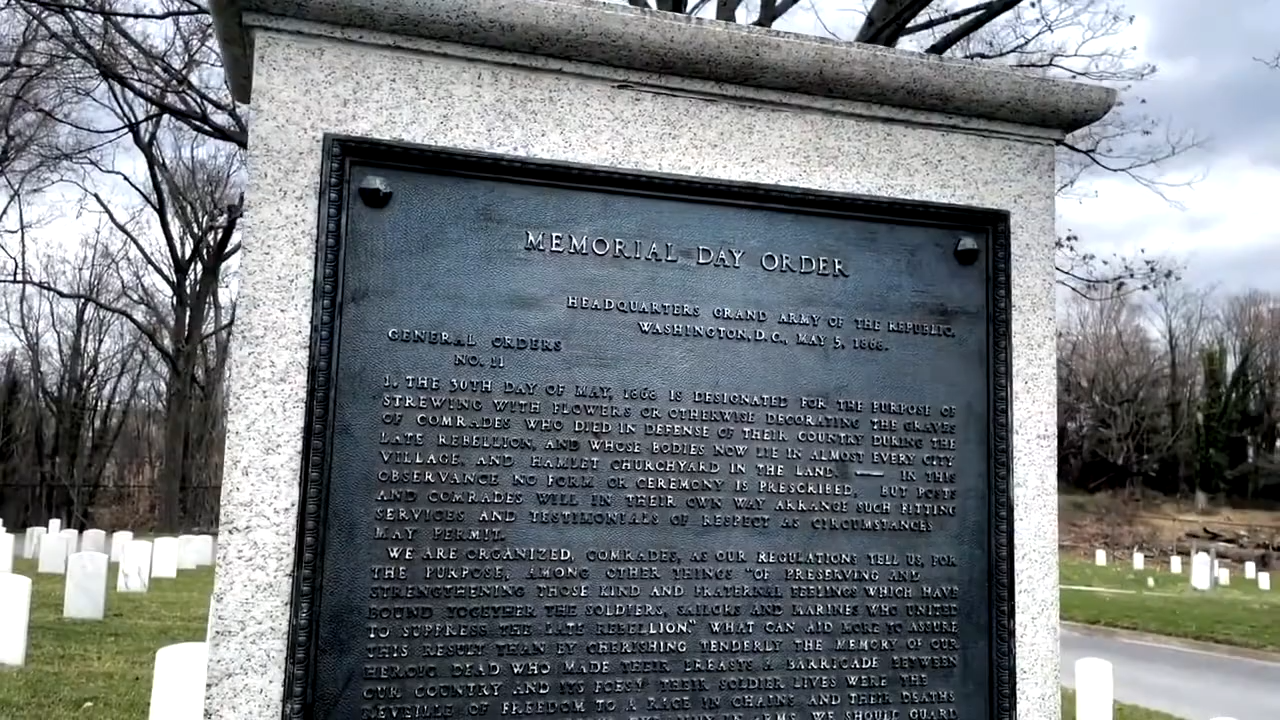 MEMORIAL DAY ORDER
HEADQUARTERS GRAND ARMY OF THE REPUBLIC,
WASHINGTON, D.C., MAY 5, 1868.
GENERAL ORDERS
NO. 11
1. THE 30TH DAY OF MAY, 1868 IS DESIGNATED FOR THE PURPOSE OF
STREWING WITH FLOWERS OR OTHERWISE DECORATING THE GRAVES
OF COMRADES WHO DIED IN DEFENSE OF THEIR COUNTRY DURING THE
LATE REBELLION, AND WHOSE BODIES NOW LIE IN ALMOST EVERY CITY
VILLAGE, AND HAMLET CHURCHYARD IN THE LAND. — IN THIS
OBSERVANCE NO FORM OR CEREMONY IS PRESCRIBED, BUT POSTS
AND COMRADES WILL IN THEIR OWN WAY ARRANGE SUCH FITTING
SERVICES AND TESTIMONIALS OF RESPECT AS CIRCUMSTANCES
MAY PERMIT.
WE ARE ORGANIZED, COMRADES, AS OUR REGULATIONS TELL US, FOR
THE PURPOSE, AMONG OTHER THINGS "OF PRESERVING AND
STRENGTHENING THOSE KIND AND FRATERNAL FEELINGS WHICH HAVE
BOUND TOGETHER THE SOLDIERS, SAILORS AND MARINES WHO UNITED
TO SUPPRESS THE LATE REBELLION." WHAT CAN AID MORE TO ASSURE
THIS RESULT THAN BY CHERISHING TENDERLY THE MEMORY OF OUR
HEROIC DEAD WHO MADE THEIR BREASTS A BARRICADE BETWEEN
OUR COUNTRY AND ITS FOES? THEIR SOLDIER LIVES WERE THE
REVEILLE OF FREEDOM TO A RACE IN CHAINS AND THEIR DEATHS
IN ARMS. WE SHOULD GUARD